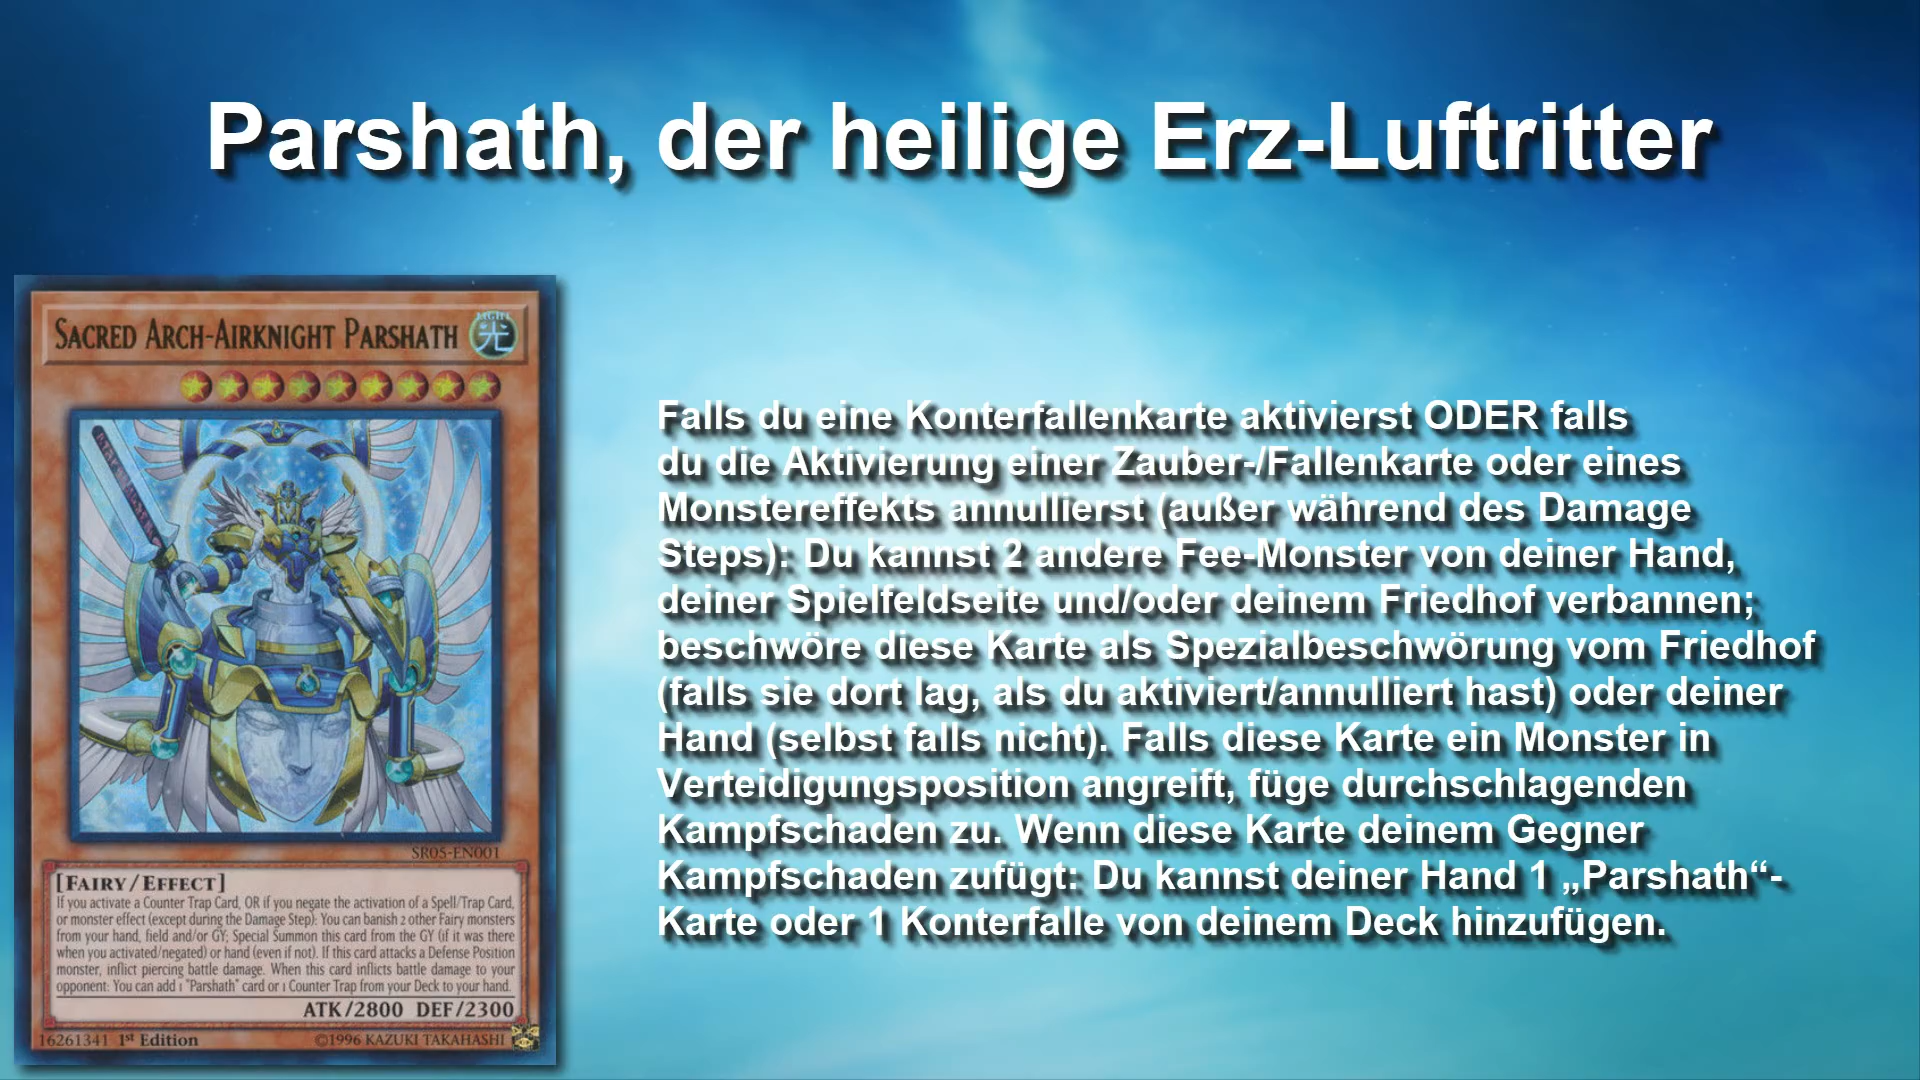 Parshath, der heilige Erz-Luftritter
SACRED ARCH-AIRKNIGHT PARSHATH
LIGHT
光
SR05-EN001
[FAIRY/EFFECT]
If you activate a Counter Trap Card, OR if you negate the activation of a Spell/Trap Card,
or monster effect (except during the Damage Step): You can banish 2 other Fairy monsters
from your hand, field and/or GY; Special Summon this card from the GY (if it was there
when you activated/negated) or hand (even if not). If this card attacks a Defense Position
monster, inflict piercing battle damage. When this card inflicts battle damage to your
opponent: You can add 1 "Parshath" card or 1 Counter Trap from your Deck to your hand.
ATK/2800 DEF/2300
16261341 1st Edition ©1996 KAZUKI TAKAHASHI
Falls du eine Konterfallenkarte aktivierst ODER falls
du die Aktivierung einer Zauber-/Fallenkarte oder eines
Monstereffekts annullierst (außer während des Damage
Steps): Du kannst 2 andere Fee-Monster von deiner Hand,
deiner Spielfeldseite und/oder deinem Friedhof verbannen;
beschwöre diese Karte als Spezialbeschwörung vom Friedhof
(falls sie dort lag, als du aktiviert/annulliert hast) oder deiner
Hand (selbst falls nicht). Falls diese Karte ein Monster in
Verteidigungsposition angreift, füge durchschlagenden
Kampfschaden zu. Wenn diese Karte deinem Gegner
Kampfschaden zufügt: Du kannst deiner Hand 1 „Parshath“-
Karte oder 1 Konterfalle von deinem Deck hinzufügen.